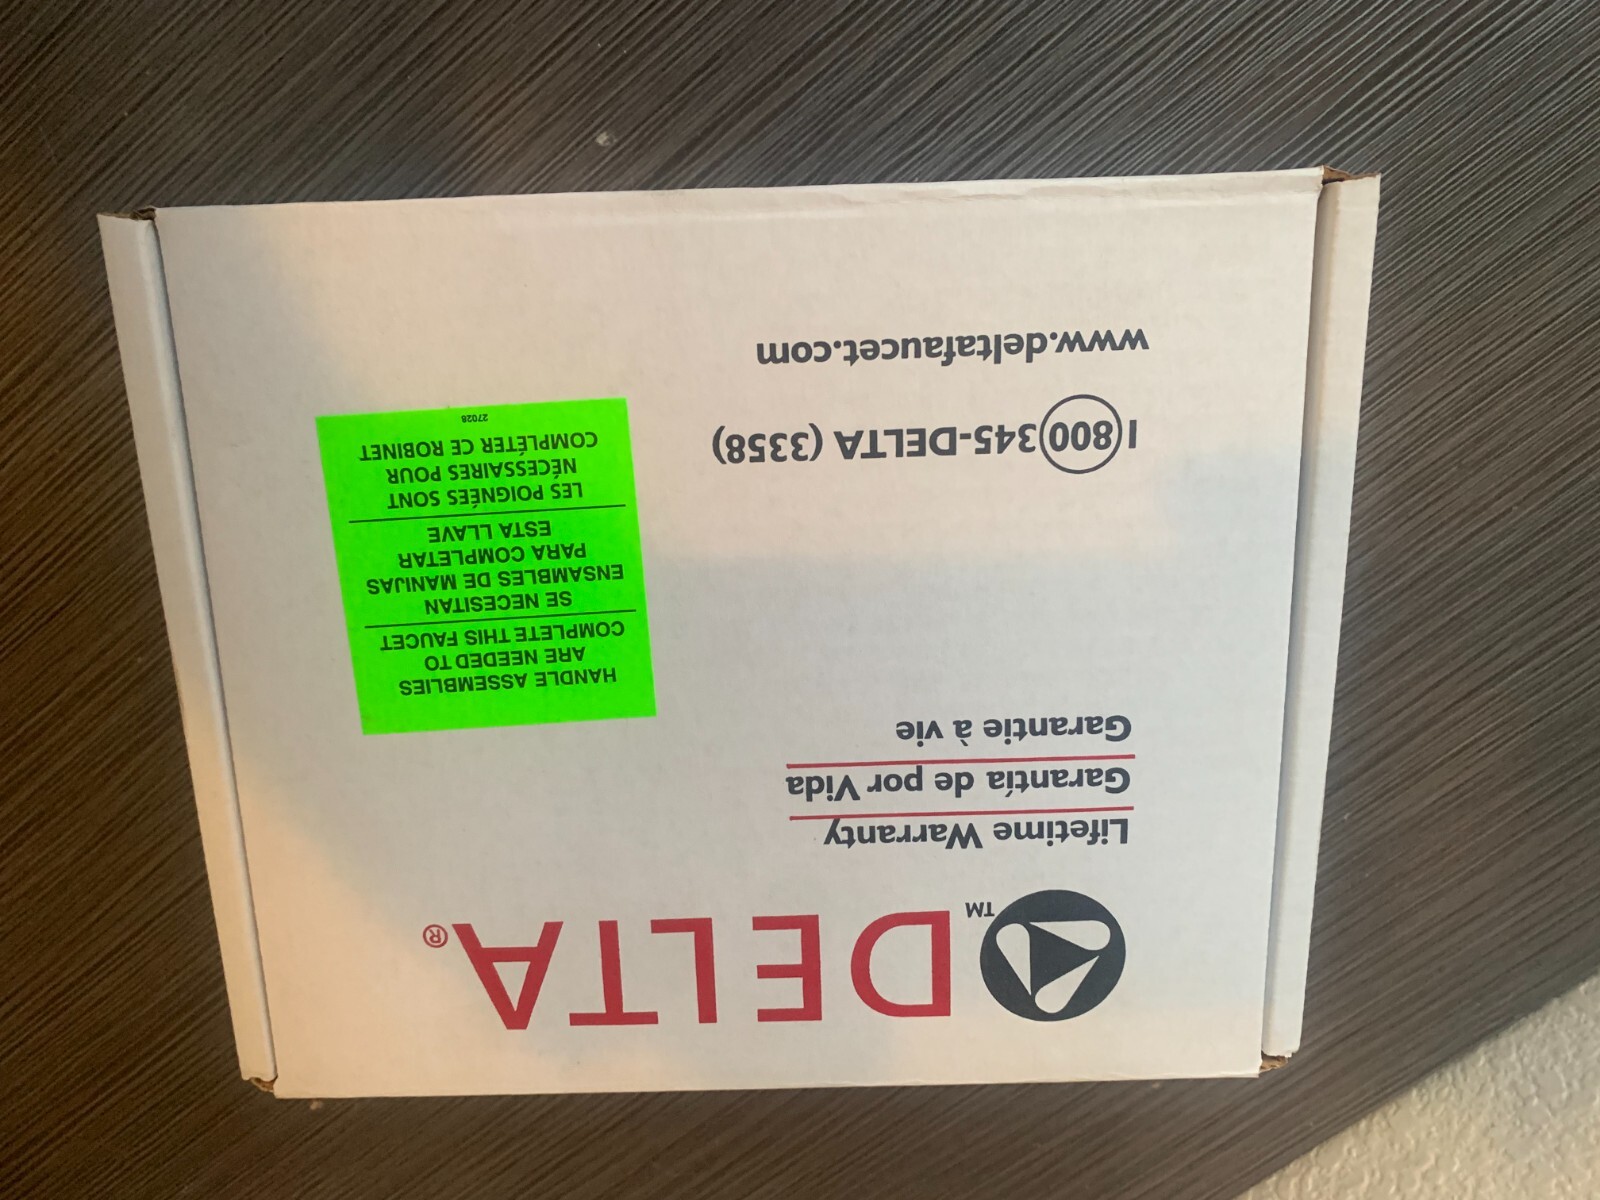 DELTA®
™
Lifetime Warranty
Garantía de por Vida
Garantie à vie
1 800 345-DELTA (3358)
www.deltafaucet.com
HANDLE ASSEMBLIES
ARE NEEDED TO
COMPLETE THIS FAUCET
SE NECESITAN
ENSAMBLES DE MANIJAS
PARA COMPLETAR
ESTA LLAVE
LES POIGNÉES SONT
NÉCESSAIRES POUR
COMPLÉTER CE ROBINET
27028